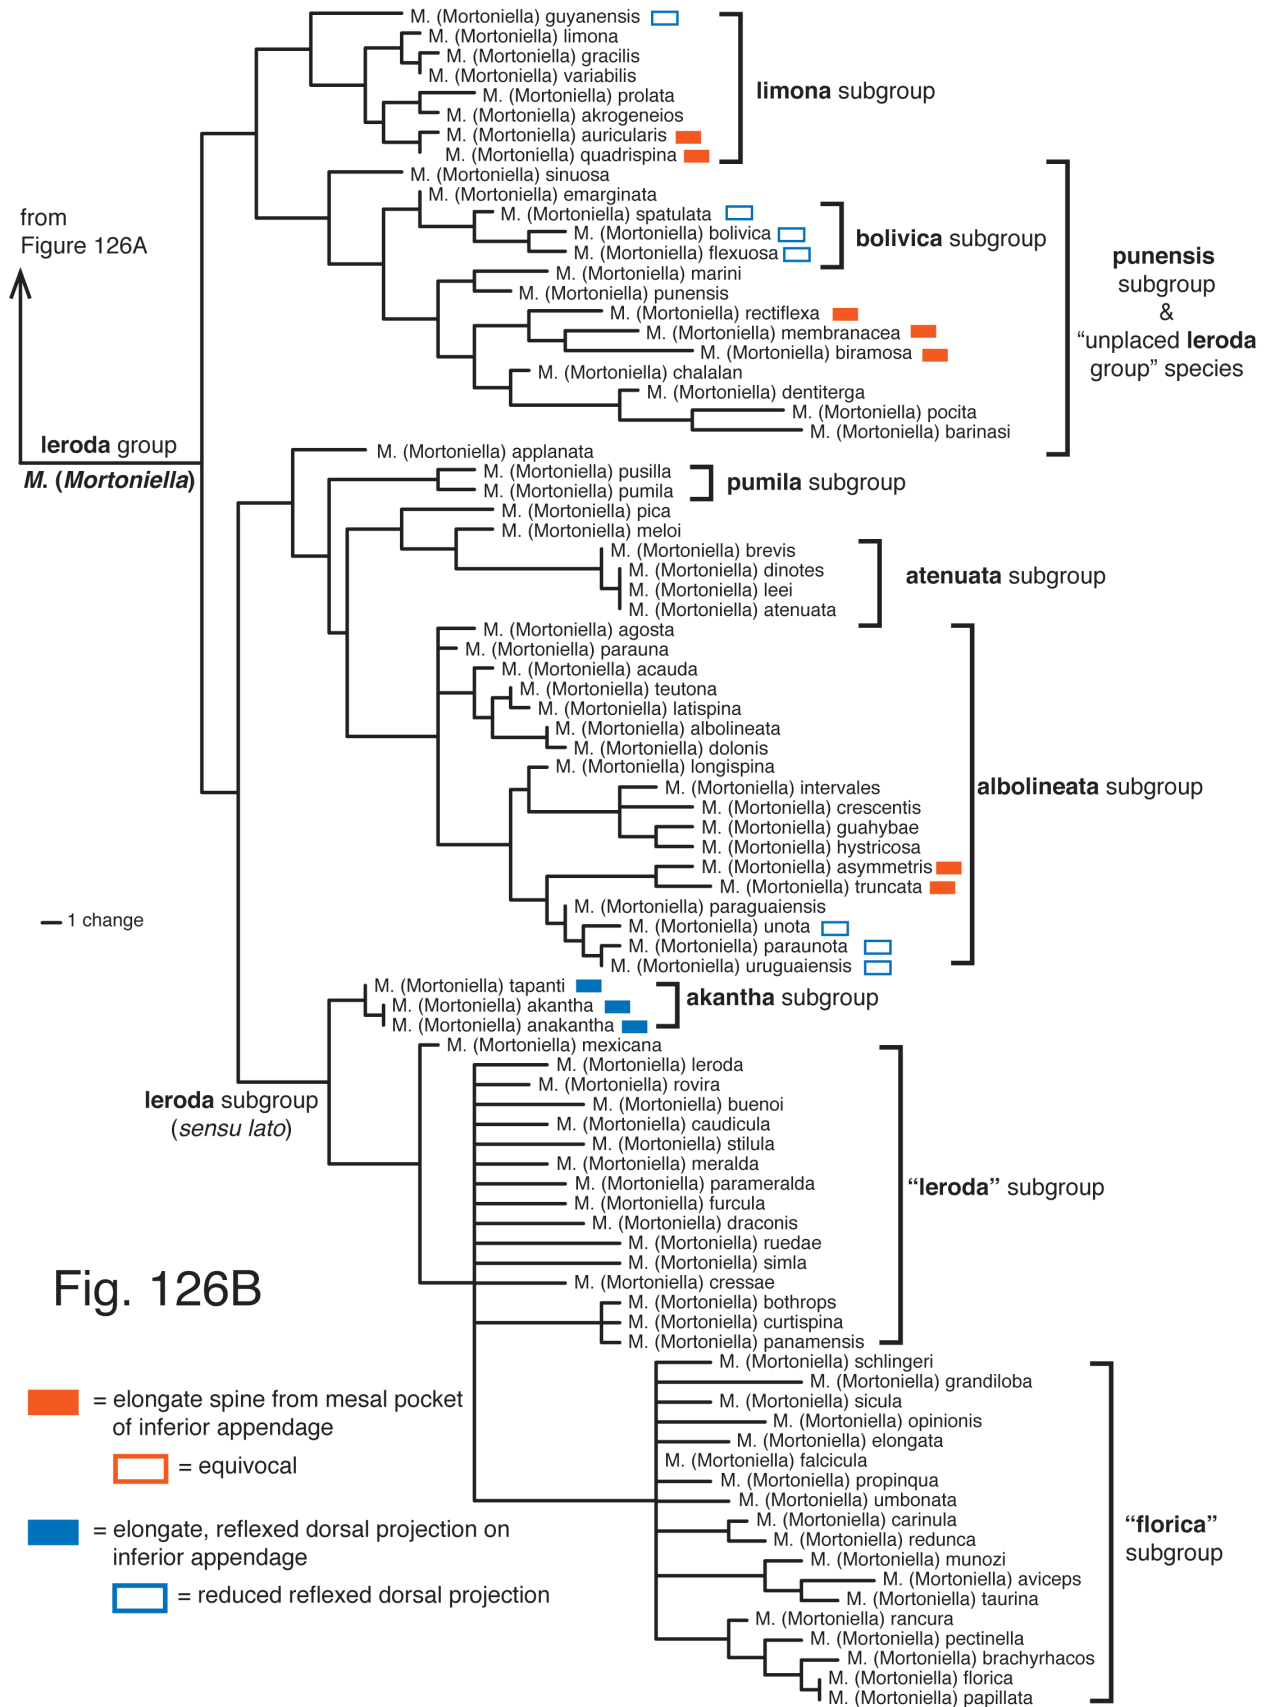 M. (Mortoniella) guyanensis
M. (Mortoniella) limona
M. (Mortoniella) gracilis
M. (Mortoniella) variabilis
M. (Mortoniella) prolata
M. (Mortoniella) akrogeneios
M. (Mortoniella) auricularis
M. (Mortoniella) quadrispina
limona subgroup
M. (Mortoniella) sinuosa
M. (Mortoniella) emarginata
M. (Mortoniella) spatulata
M. (Mortoniella) bolivica
M. (Mortoniella) flexuosa
bolivica subgroup
M. (Mortoniella) marini
M. (Mortoniella) punensis
M. (Mortoniella) rectiflexa
M. (Mortoniella) membranacea
M. (Mortoniella) biramosa
M. (Mortoniella) chalalan
M. (Mortoniella) dentiterga
M. (Mortoniella) pocita
M. (Mortoniella) barinasi
punensis
subgroup
&
“unplaced leroda
group” species
from
Figure 126A
leroda group
M. (Mortoniella)
M. (Mortoniella) applanata
M. (Mortoniella) pusilla
M. (Mortoniella) pumila
pumila subgroup
M. (Mortoniella) pica
M. (Mortoniella) meloi
M. (Mortoniella) brevis
M. (Mortoniella) dinotes
M. (Mortoniella) leei
M. (Mortoniella) atenuata
atenuata subgroup
M. (Mortoniella) agosta
M. (Mortoniella) parauna
M. (Mortoniella) acauda
M. (Mortoniella) teutona
M. (Mortoniella) latispina
M. (Mortoniella) albolineata
M. (Mortoniella) dolonis
M. (Mortoniella) longispina
M. (Mortoniella) intervales
M. (Mortoniella) crescentis
M. (Mortoniella) guahybae
M. (Mortoniella) hystricosa
M. (Mortoniella) asymmetris
M. (Mortoniella) truncata
M. (Mortoniella) paraguaiensis
M. (Mortoniella) unota
M. (Mortoniella) paraunota
M. (Mortoniella) uruguaiensis
albolineata subgroup
1 change
M. (Mortoniella) tapanti
M. (Mortoniella) akantha
M. (Mortoniella) anakantha
akantha subgroup
leroda subgroup
(sensu lato)
M. (Mortoniella) mexicana
M. (Mortoniella) leroda
M. (Mortoniella) rovira
M. (Mortoniella) buenoi
M. (Mortoniella) caudicula
M. (Mortoniella) stilula
M. (Mortoniella) meralda
M. (Mortoniella) parameralda
M. (Mortoniella) furcula
M. (Mortoniella) draconis
M. (Mortoniella) ruedae
M. (Mortoniella) simla
M. (Mortoniella) cressae
M. (Mortoniella) bothrops
M. (Mortoniella) curtispina
M. (Mortoniella) panamensis
“leroda” subgroup
M. (Mortoniella) schlingeri
M. (Mortoniella) grandiloba
M. (Mortoniella) sicula
M. (Mortoniella) opinionis
M. (Mortoniella) elongata
M. (Mortoniella) falcicula
M. (Mortoniella) propinqua
M. (Mortoniella) umbonata
M. (Mortoniella) carinula
M. (Mortoniella) redunca
M. (Mortoniella) munozi
M. (Mortoniella) aviceps
M. (Mortoniella) taurina
M. (Mortoniella) rancura
M. (Mortoniella) pectinella
M. (Mortoniella) brachyrhacos
M. (Mortoniella) florica
M. (Mortoniella) papillata
“florica”
subgroup
Fig. 126B
= elongate spine from mesal pocket
of inferior appendage
= equivocal
= elongate, reflexed dorsal projection on
inferior appendage
= reduced reflexed dorsal projection